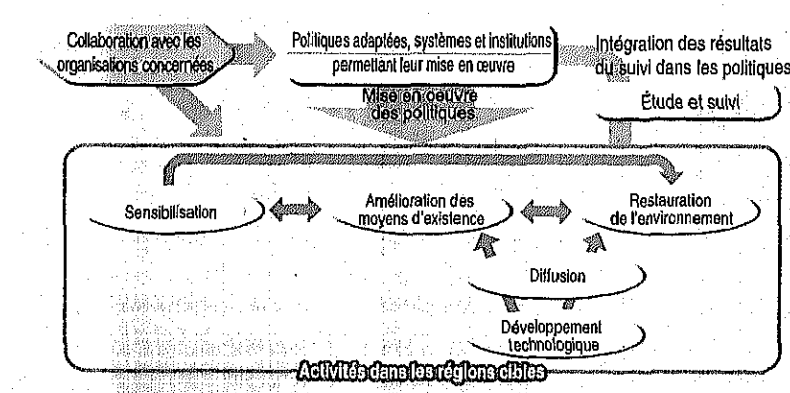 Collaboration avec les
organisations concernées
Politiques adaptées, systèmes et institutions
permettant leur mise en œuvre
Intégration des résultats
du suivi dans les politiques
Mise en oeuvre
des politiques
Étude et suivi
Sensibilisation
Amélioration des
moyens d'existence
Restauration
de l'environnement
Diffusion
Développement
technologique
Activités dans les régions cibles